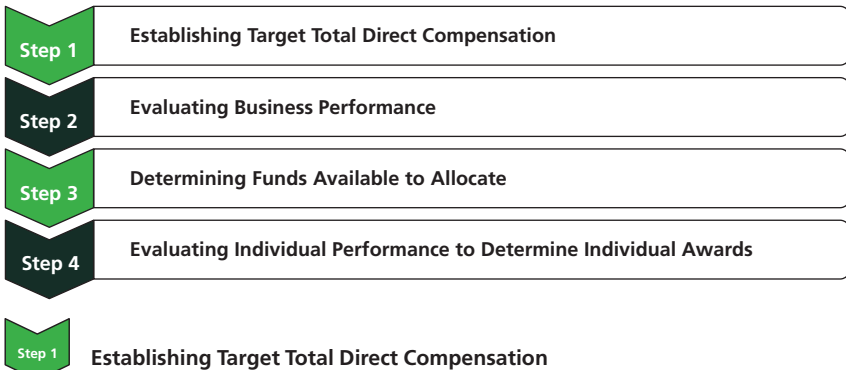 Step 1 Establishing Target Total Direct Compensation
Step 2 Evaluating Business Performance
Step 3 Determining Funds Available to Allocate
Step 4 Evaluating Individual Performance to Determine Individual Awards
Step 1 Establishing Target Total Direct Compensation